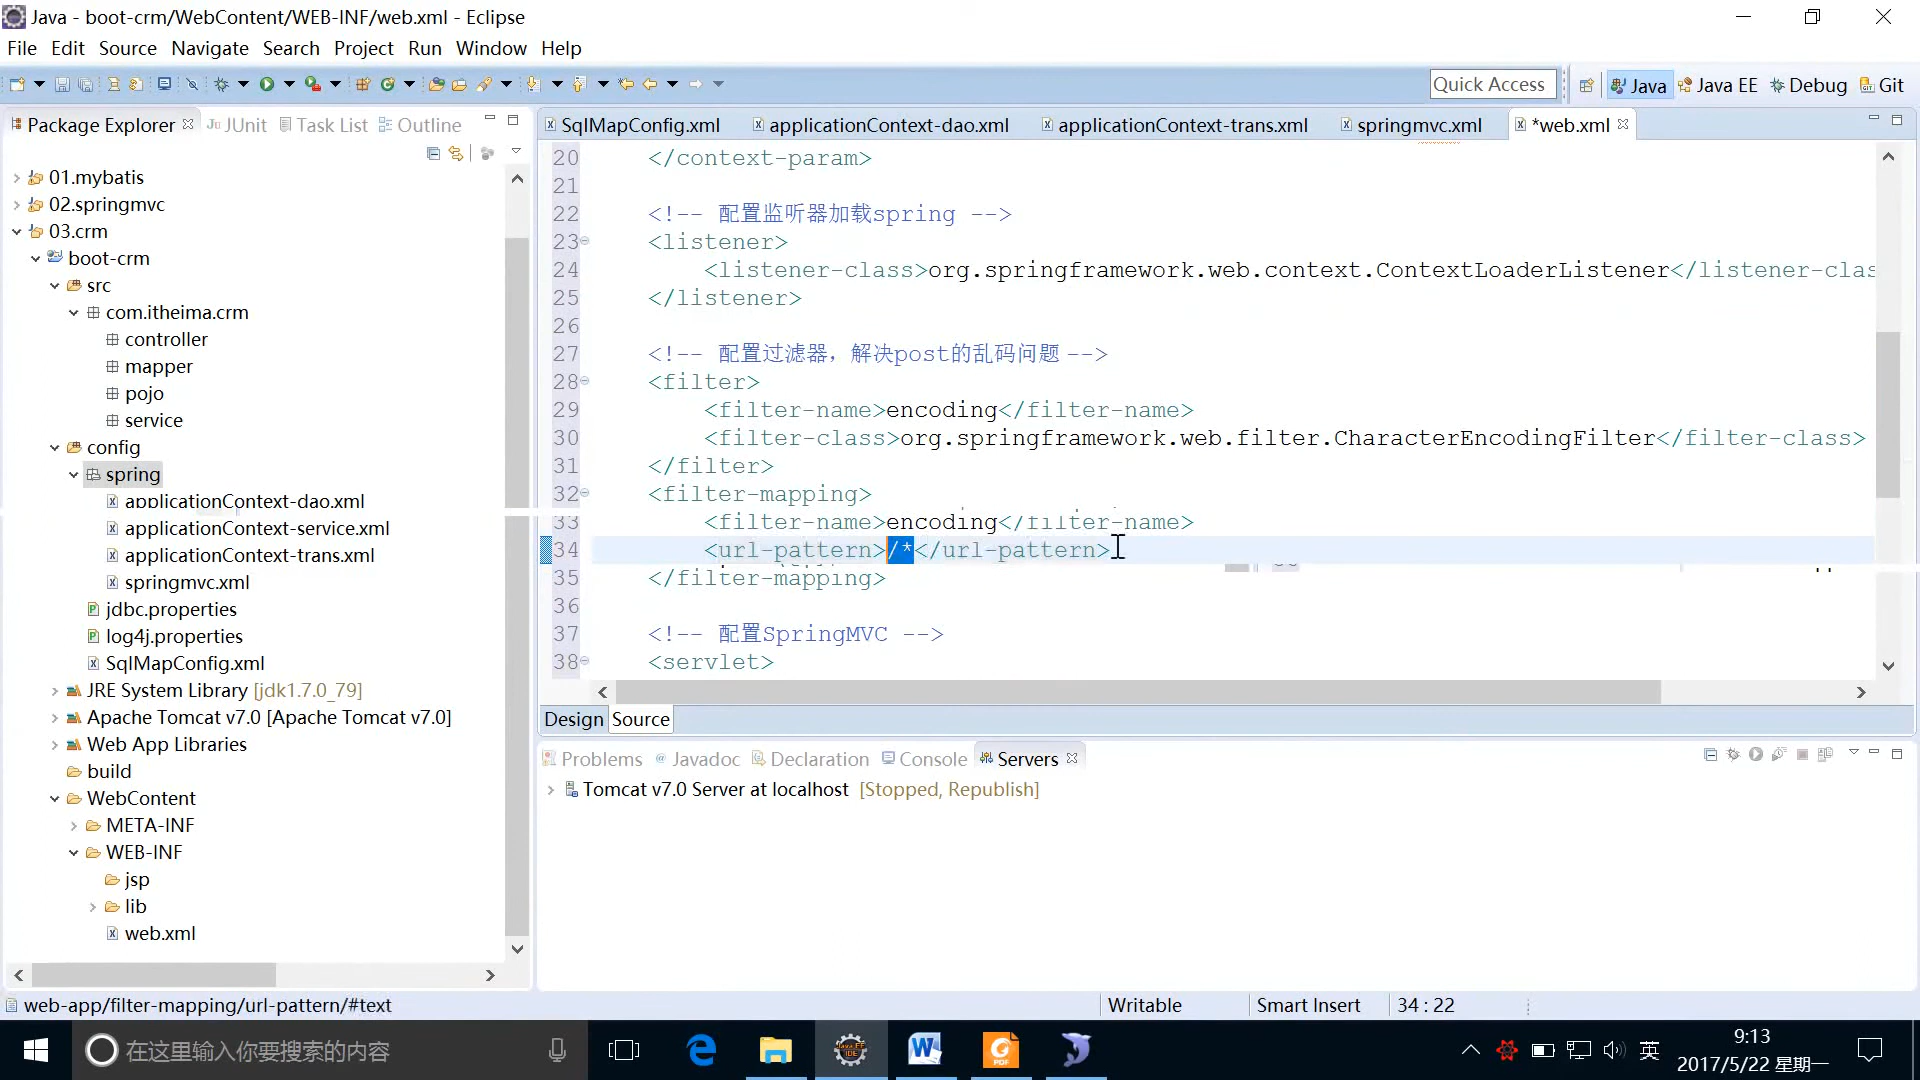 Java - boot-crm/WebContent/WEB-INF/web.xml - Eclipse
File Edit Source Navigate Search Project Run Window Help
Quick Access Java Java EE Debug Git
Package Explorer JUnit Task List Outline
01.mybatis
02.springmvc
03.crm
boot-crm
src
com.itheima.crm
controller
mapper
pojo
service
config
spring
applicationContext-dao.xml
applicationContext-service.xml
applicationContext-trans.xml
springmvc.xml
jdbc.properties
log4j.properties
SqlMapConfig.xml
JRE System Library [jdk1.7.0_79]
Apache Tomcat v7.0 [Apache Tomcat v7.0]
Web App Libraries
build
WebContent
META-INF
WEB-INF
jsp
lib
web.xml
SqlMapConfig.xml applicationContext-dao.xml applicationContext-trans.xml springmvc.xml *web.xml
20 </context-param>
21
22 <!-- 配置监听器加载spring -->
23 <listener>
24 <listener-class>org.springframework.web.context.ContextLoaderListener</listener-clas
25 </listener>
26
27 <!-- 配置过滤器，解决post的乱码问题 -->
28 <filter>
29 <filter-name>encoding</filter-name>
30 <filter-class>org.springframework.web.filter.CharacterEncodingFilter</filter-class>
31 </filter>
32 <filter-mapping>
33 <filter-name>encoding</filter-name>
34 <url-pattern>/*</url-pattern>
35 </filter-mapping>
36
37 <!-- 配置SpringMVC -->
38 <servlet>
Design Source
Problems Javadoc Declaration Console Servers
Tomcat v7.0 Server at localhost [Stopped, Republish]
web-app/filter-mapping/url-pattern/#text Writable Smart Insert 34 : 22
在这里输入你要搜索的内容
英
9:13
2017/5/22 星期一